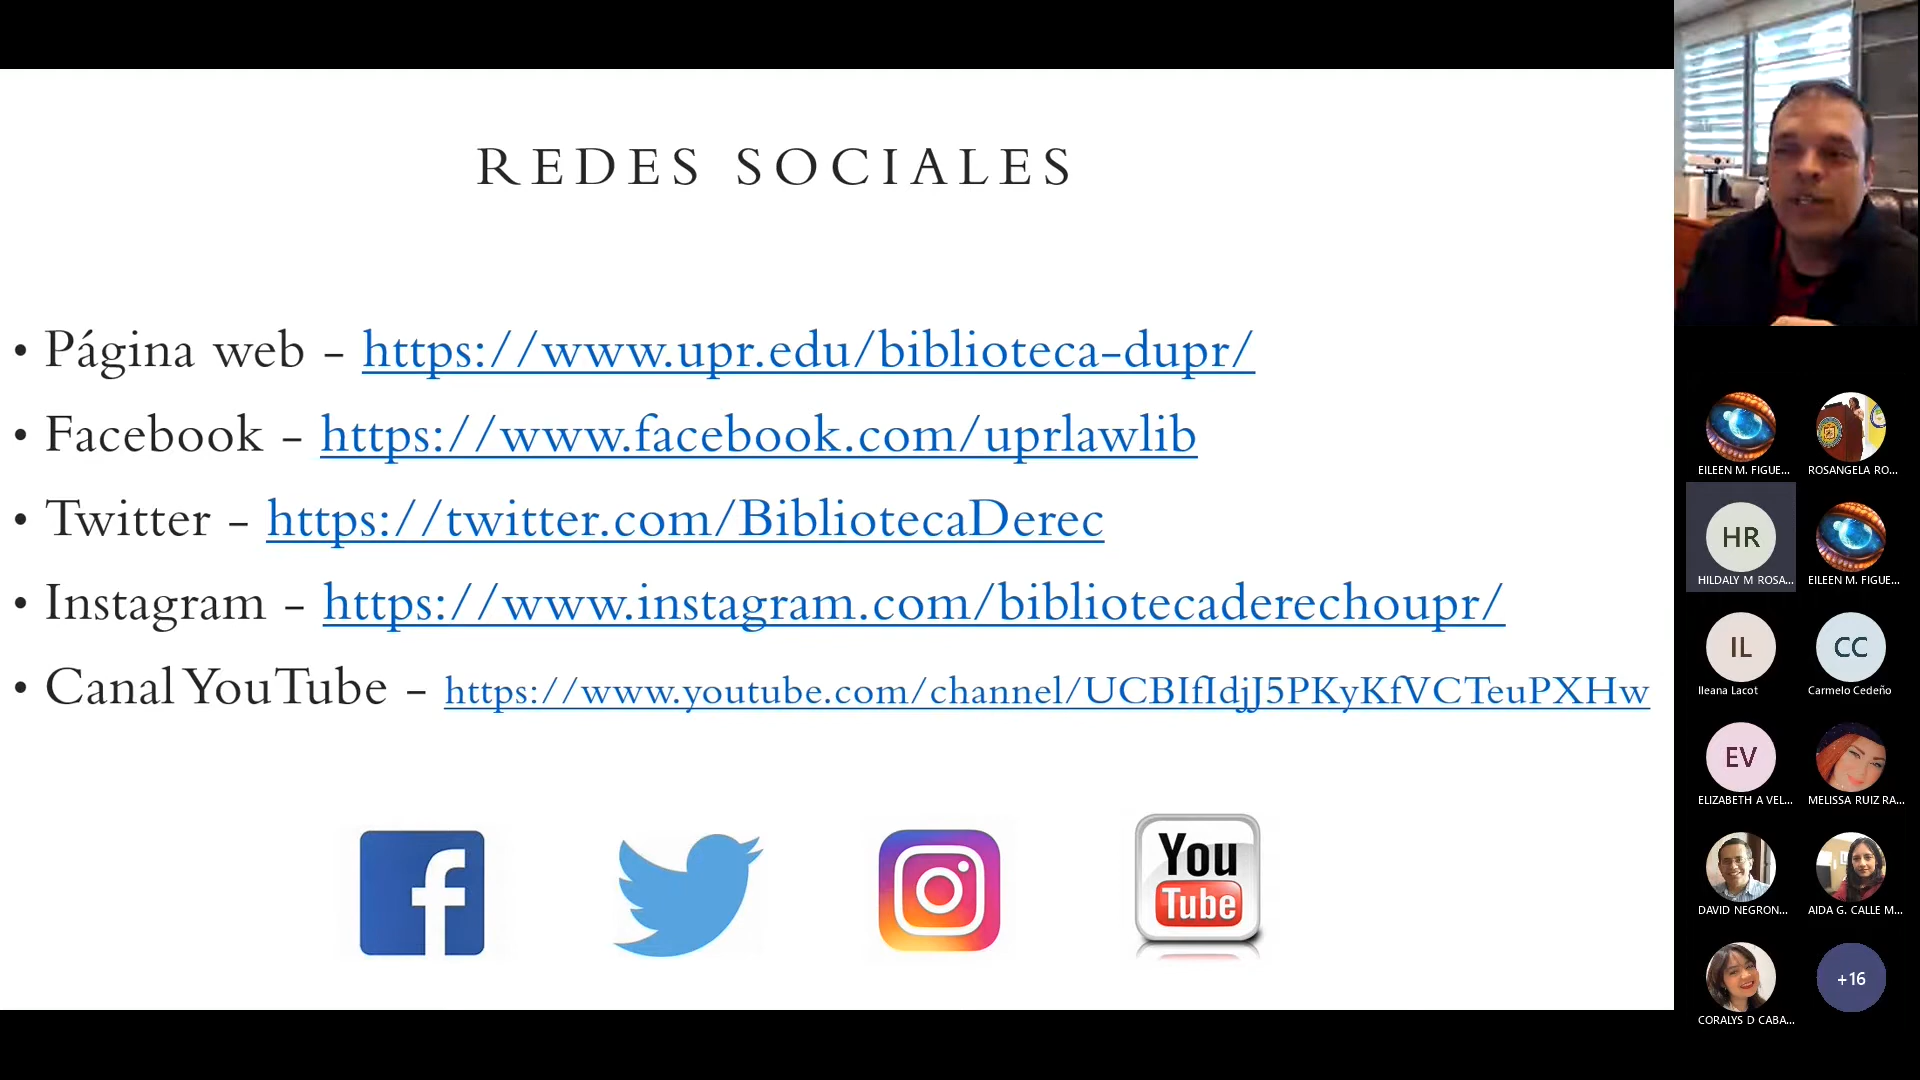 REDES SOCIALES
• Página web – https://www.upr.edu/biblioteca-dupr/
• Facebook – https://www.facebook.com/uprlawlib
• Twitter – https://twitter.com/BibliotecaDerec
• Instagram – https://www.instagram.com/bibliotecaderechoupr/
• Canal YouTube – https://www.youtube.com/channel/UCBIfIdjJ5PKyKfVCTeuPXHw
f
You
Tube
EILEEN M. FIGUE...
ROSANGELA RO...
HR
HILDALY M ROSA...
EILEEN M. FIGUE...
IL
Ileana Lacot
CC
Carmelo Cedeño
EV
ELIZABETH A VEL...
MELISSA RUIZ RA...
DAVID NEGRON...
AIDA G. CALLE M...
CORALYS D CABA...
+16